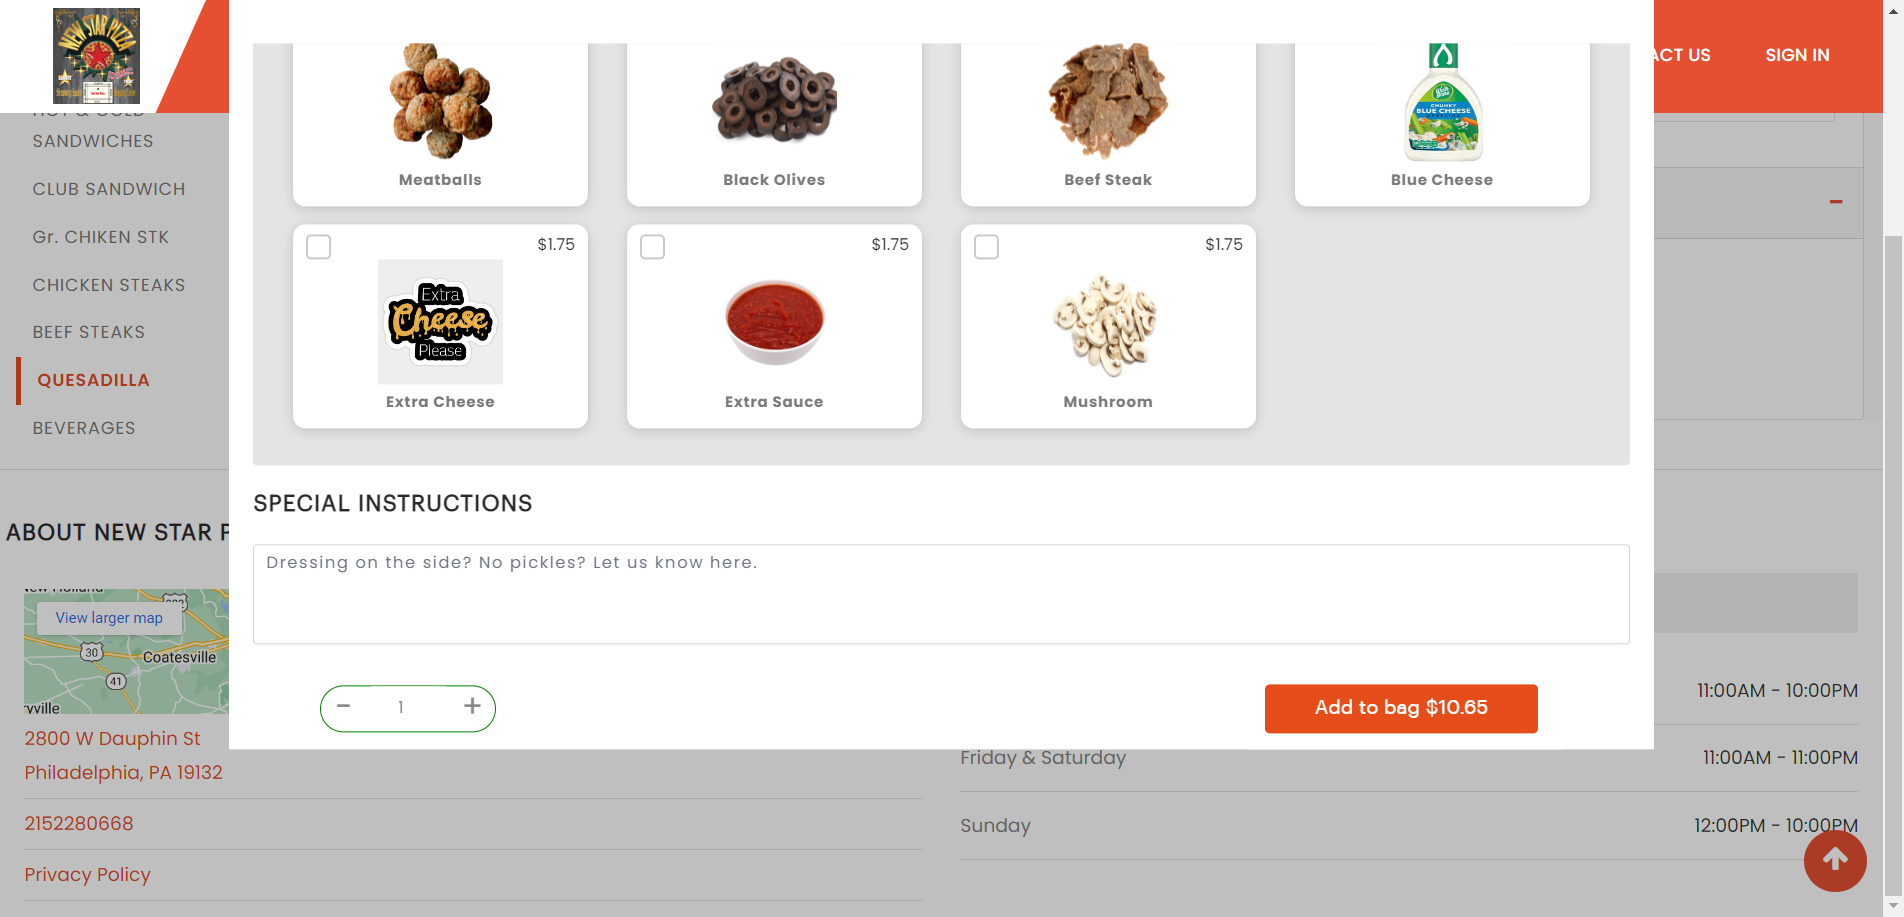 NEW STAR PIZZA
ACT US
SIGN IN
SANDWICHES
CLUB SANDWICH
Gr. CHIKEN STK
CHICKEN STEAKS
BEEF STEAKS
QUESADILLA
BEVERAGES
Meatballs
Black Olives
Beef Steak
CHUNKY
BLUE CHEESE
Blue Cheese
$1.75
Extra
Cheese
Please
Extra Cheese
$1.75
Extra Sauce
$1.75
Mushroom
SPECIAL INSTRUCTIONS
Dressing on the side? No pickles? Let us know here.
1
Add to bag $10.65
ABOUT NEW STAR P
View larger map
30
Coatesville
41
ryville
2800 W Dauphin St
Philadelphia, PA 19132
2152280668
Privacy Policy
11:00AM - 10:00PM
Friday & Saturday
11:00AM - 11:00PM
Sunday
12:00PM - 10:00PM